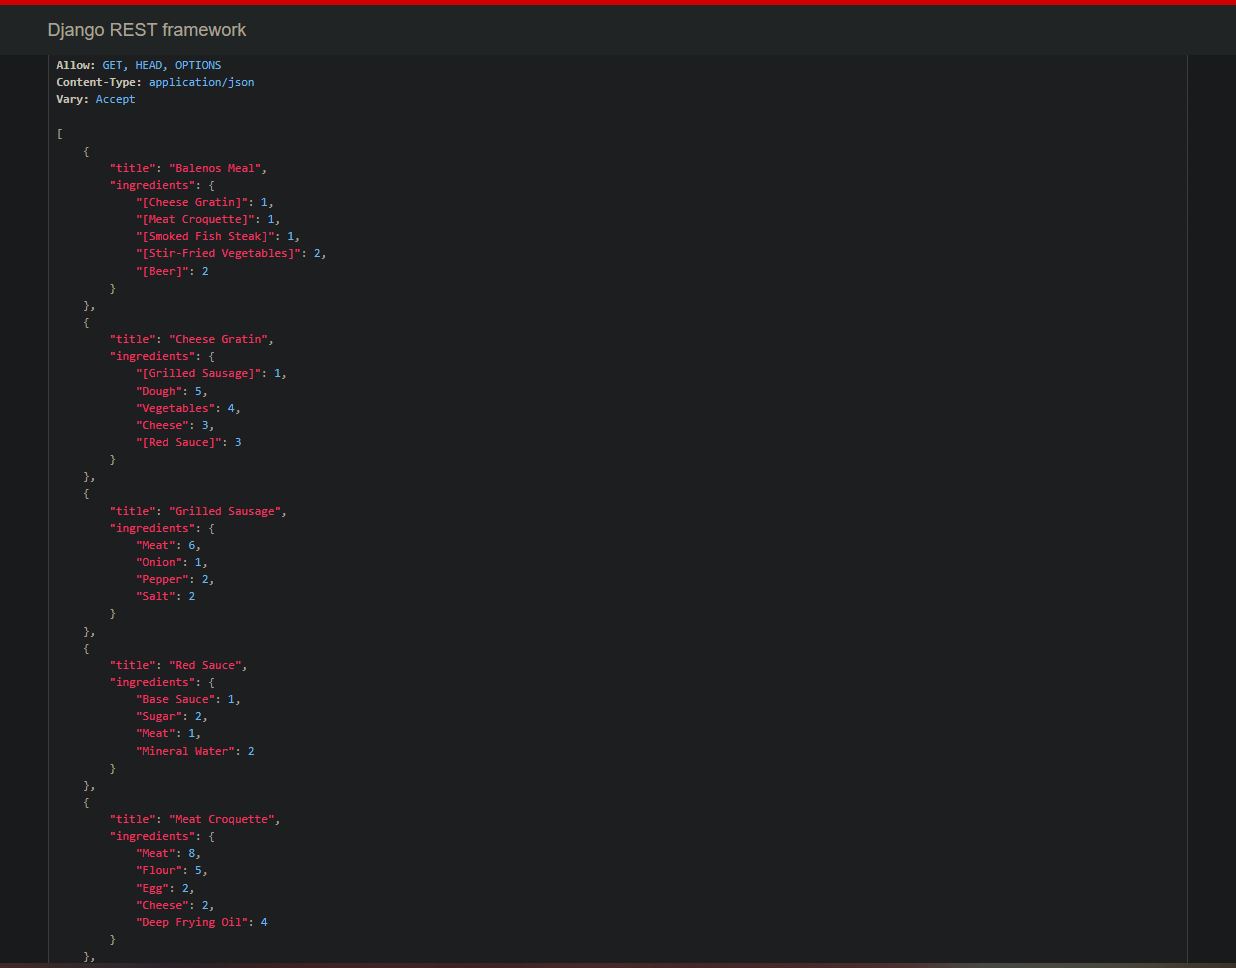 Django REST framework
Allow: GET, HEAD, OPTIONS
Content-Type: application/json
Vary: Accept
[
    {
        "title": "Balenos Meal",
        "ingredients": {
            "[Cheese Gratin]": 1,
            "[Meat Croquette]": 1,
            "[Smoked Fish Steak]": 1,
            "[Stir-Fried Vegetables]": 2,
            "[Beer]": 2
        }
    },
    {
        "title": "Cheese Gratin",
        "ingredients": {
            "[Grilled Sausage]": 1,
            "Dough": 5,
            "Vegetables": 4,
            "Cheese": 3,
            "[Red Sauce]": 3
        }
    },
    {
        "title": "Grilled Sausage",
        "ingredients": {
            "Meat": 6,
            "Onion": 1,
            "Pepper": 2,
            "Salt": 2
        }
    },
    {
        "title": "Red Sauce",
        "ingredients": {
            "Base Sauce": 1,
            "Sugar": 2,
            "Meat": 1,
            "Mineral Water": 2
        }
    },
    {
        "title": "Meat Croquette",
        "ingredients": {
            "Meat": 8,
            "Flour": 5,
            "Egg": 2,
            "Cheese": 2,
            "Deep Frying Oil": 4
        }
    },